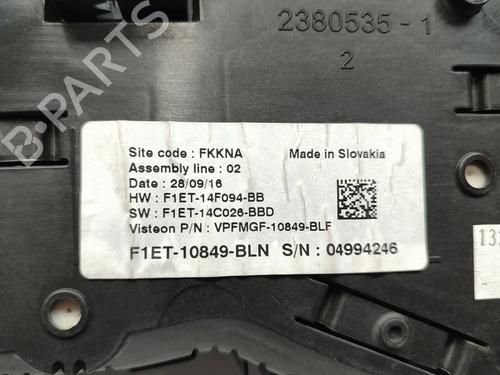 2380535-1
2
Site code : FKKNA
Made in Slovakia
Assembly line : 02
Date : 28/09/16
HW : F1ET-14F094-BB
SW : F1ET-14C026-BBD
Visteon P/N : VPFMGF-10849-BLF
F1ET-10849-BLN S/N : 04994246
B-PARTS